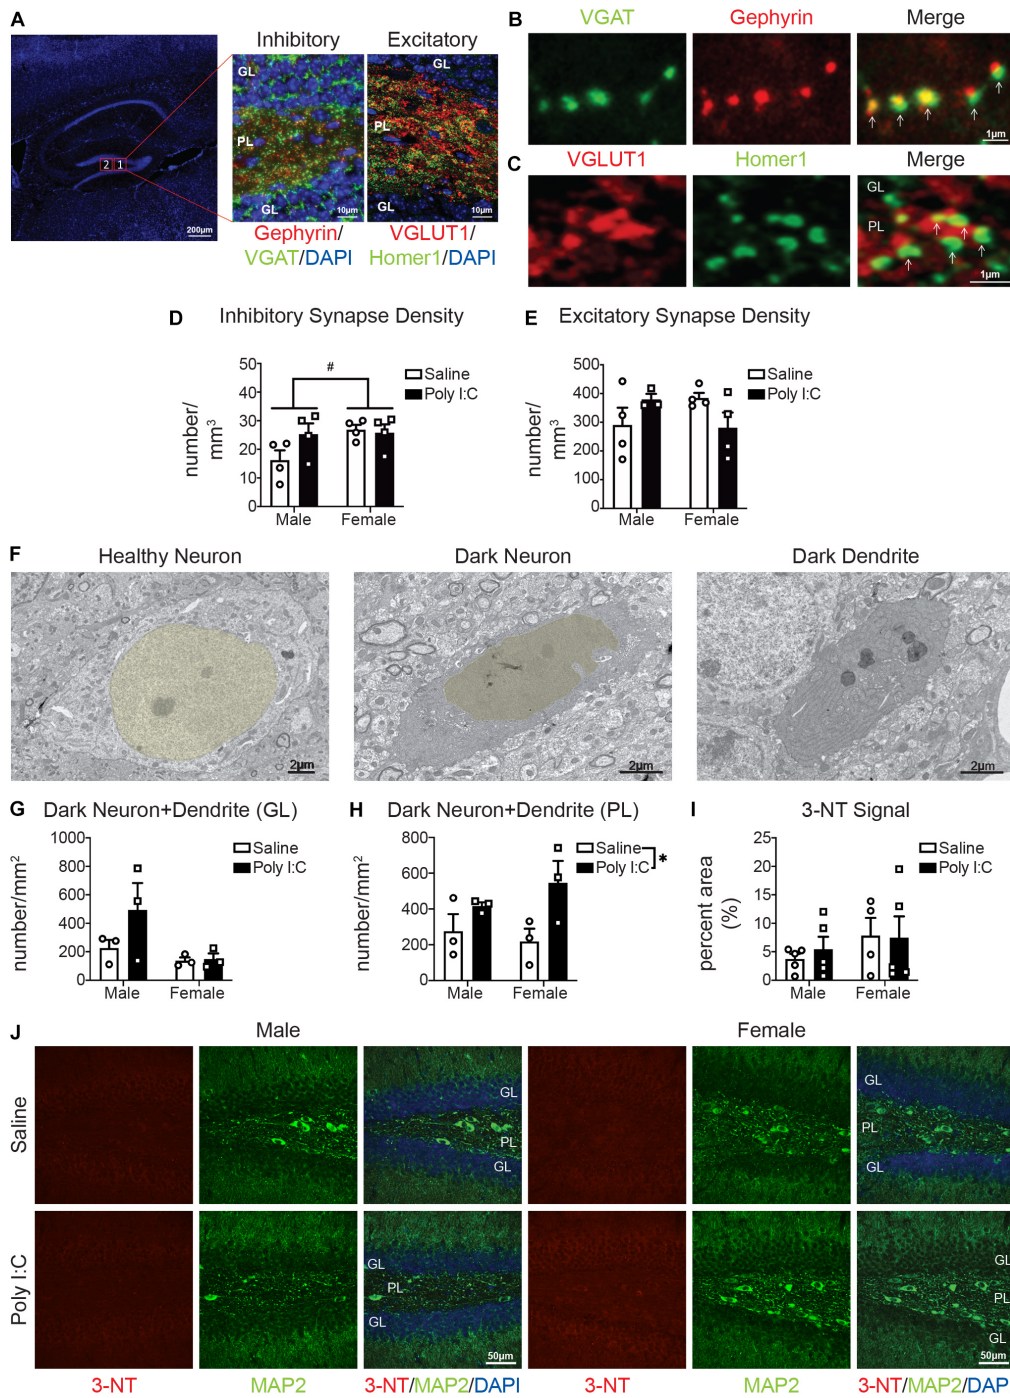 A
Inhibitory
Excitatory
GL
PL
GL
10µm
GL
PL
GL
10µm
2 1
200µm
Gephyrin/
VGAT/DAPI
VGLUT1/
Homer1/DAPI
B
VGAT
Gephyrin
Merge
1µm
C
VGLUT1
Homer1
Merge
GL
PL
1µm
D
Inhibitory Synapse Density
number/
mm3
50
40
30
20
10
0
#
Saline
Poly I:C
Male
Female
E
Excitatory Synapse Density
number/
mm3
500
400
300
200
100
0
Saline
Poly I:C
Male
Female
F
Healthy Neuron
Dark Neuron
Dark Dendrite
2µm
2µm
2µm
G
Dark Neuron+Dendrite (GL)
number/mm2
1000
800
600
400
200
0
Saline
Poly I:C
Male
Female
H
Dark Neuron+Dendrite (PL)
number/mm2
800
600
400
200
0
Saline
Poly I:C
*
Male
Female
I
3-NT Signal
percent area
(%)
25
20
15
10
5
0
Saline
Poly I:C
Male
Female
J
Male
Female
Saline
GL
PL
GL
GL
PL
GL
Poly I:C
GL
PL
GL
50µm
GL
PL
GL
50µm
3-NT
MAP2
3-NT/MAP2/DAPI
3-NT
MAP2
3-NT/MAP2/DAPI